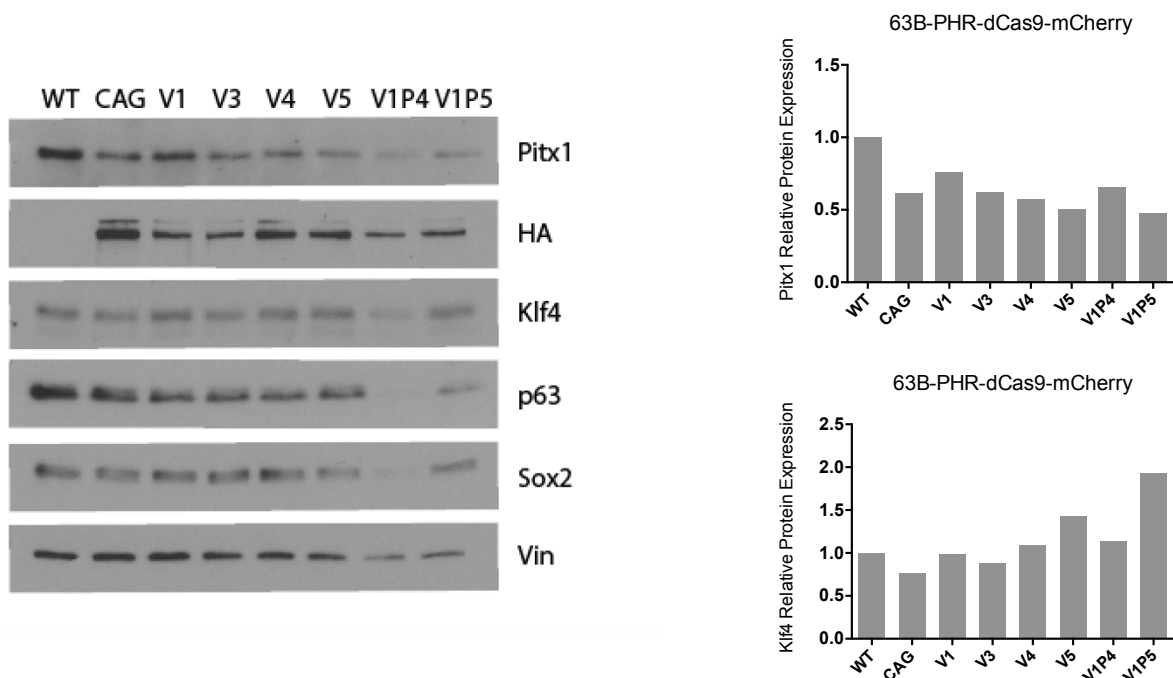 WT CAG V1 V3 V4 V5 V1P4 V1P5
Pitx1
HA
Klf4
p63
Sox2
Vin
63B-PHR-dCas9-mCherry
Pitx1 Relative Protein Expression
1.5
1.0
0.5
0.0
WT CAG V1 V3 V4 V5 V1P4 V1P5
63B-PHR-dCas9-mCherry
Klf4 Relative Protein Expression
2.5
2.0
1.5
1.0
0.5
0.0
WT CAG V1 V3 V4 V5 V1P4 V1P5